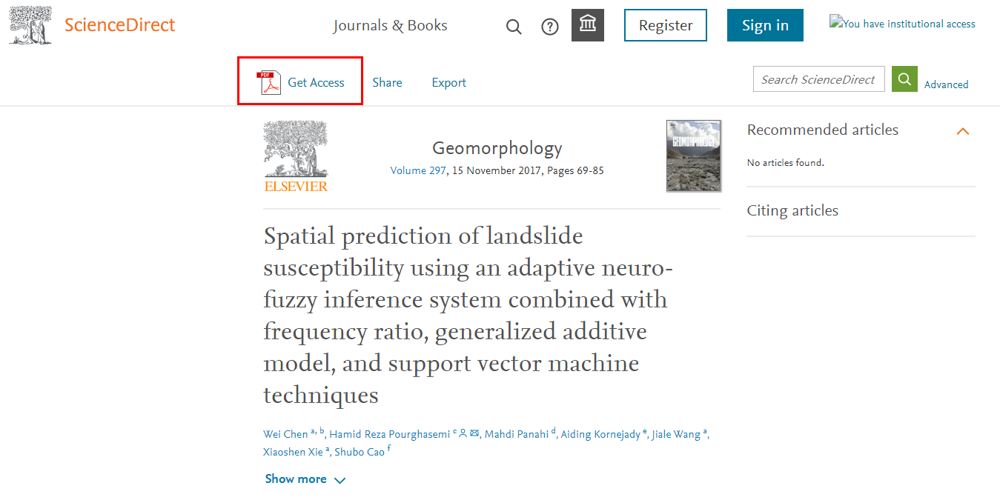 ScienceDirect
Journals & Books
?
Register
Sign in
You have institutional access
PDF
Get Access
Share
Export
Search ScienceDirect
Advanced
ELSEVIER
Geomorphology
Volume 297, 15 November 2017, Pages 69-85
GEOMORPHOLOGY
Recommended articles
No articles found.
Citing articles
Spatial prediction of landslide
susceptibility using an adaptive neuro-
fuzzy inference system combined with
frequency ratio, generalized additive
model, and support vector machine
techniques
Wei Chen a, b, Hamid Reza Pourghasemi c, Mahdi Panahi d, Aiding Kornejady e, Jiale Wang a,
Xiaoshen Xie a, Shubo Cao f
Show more